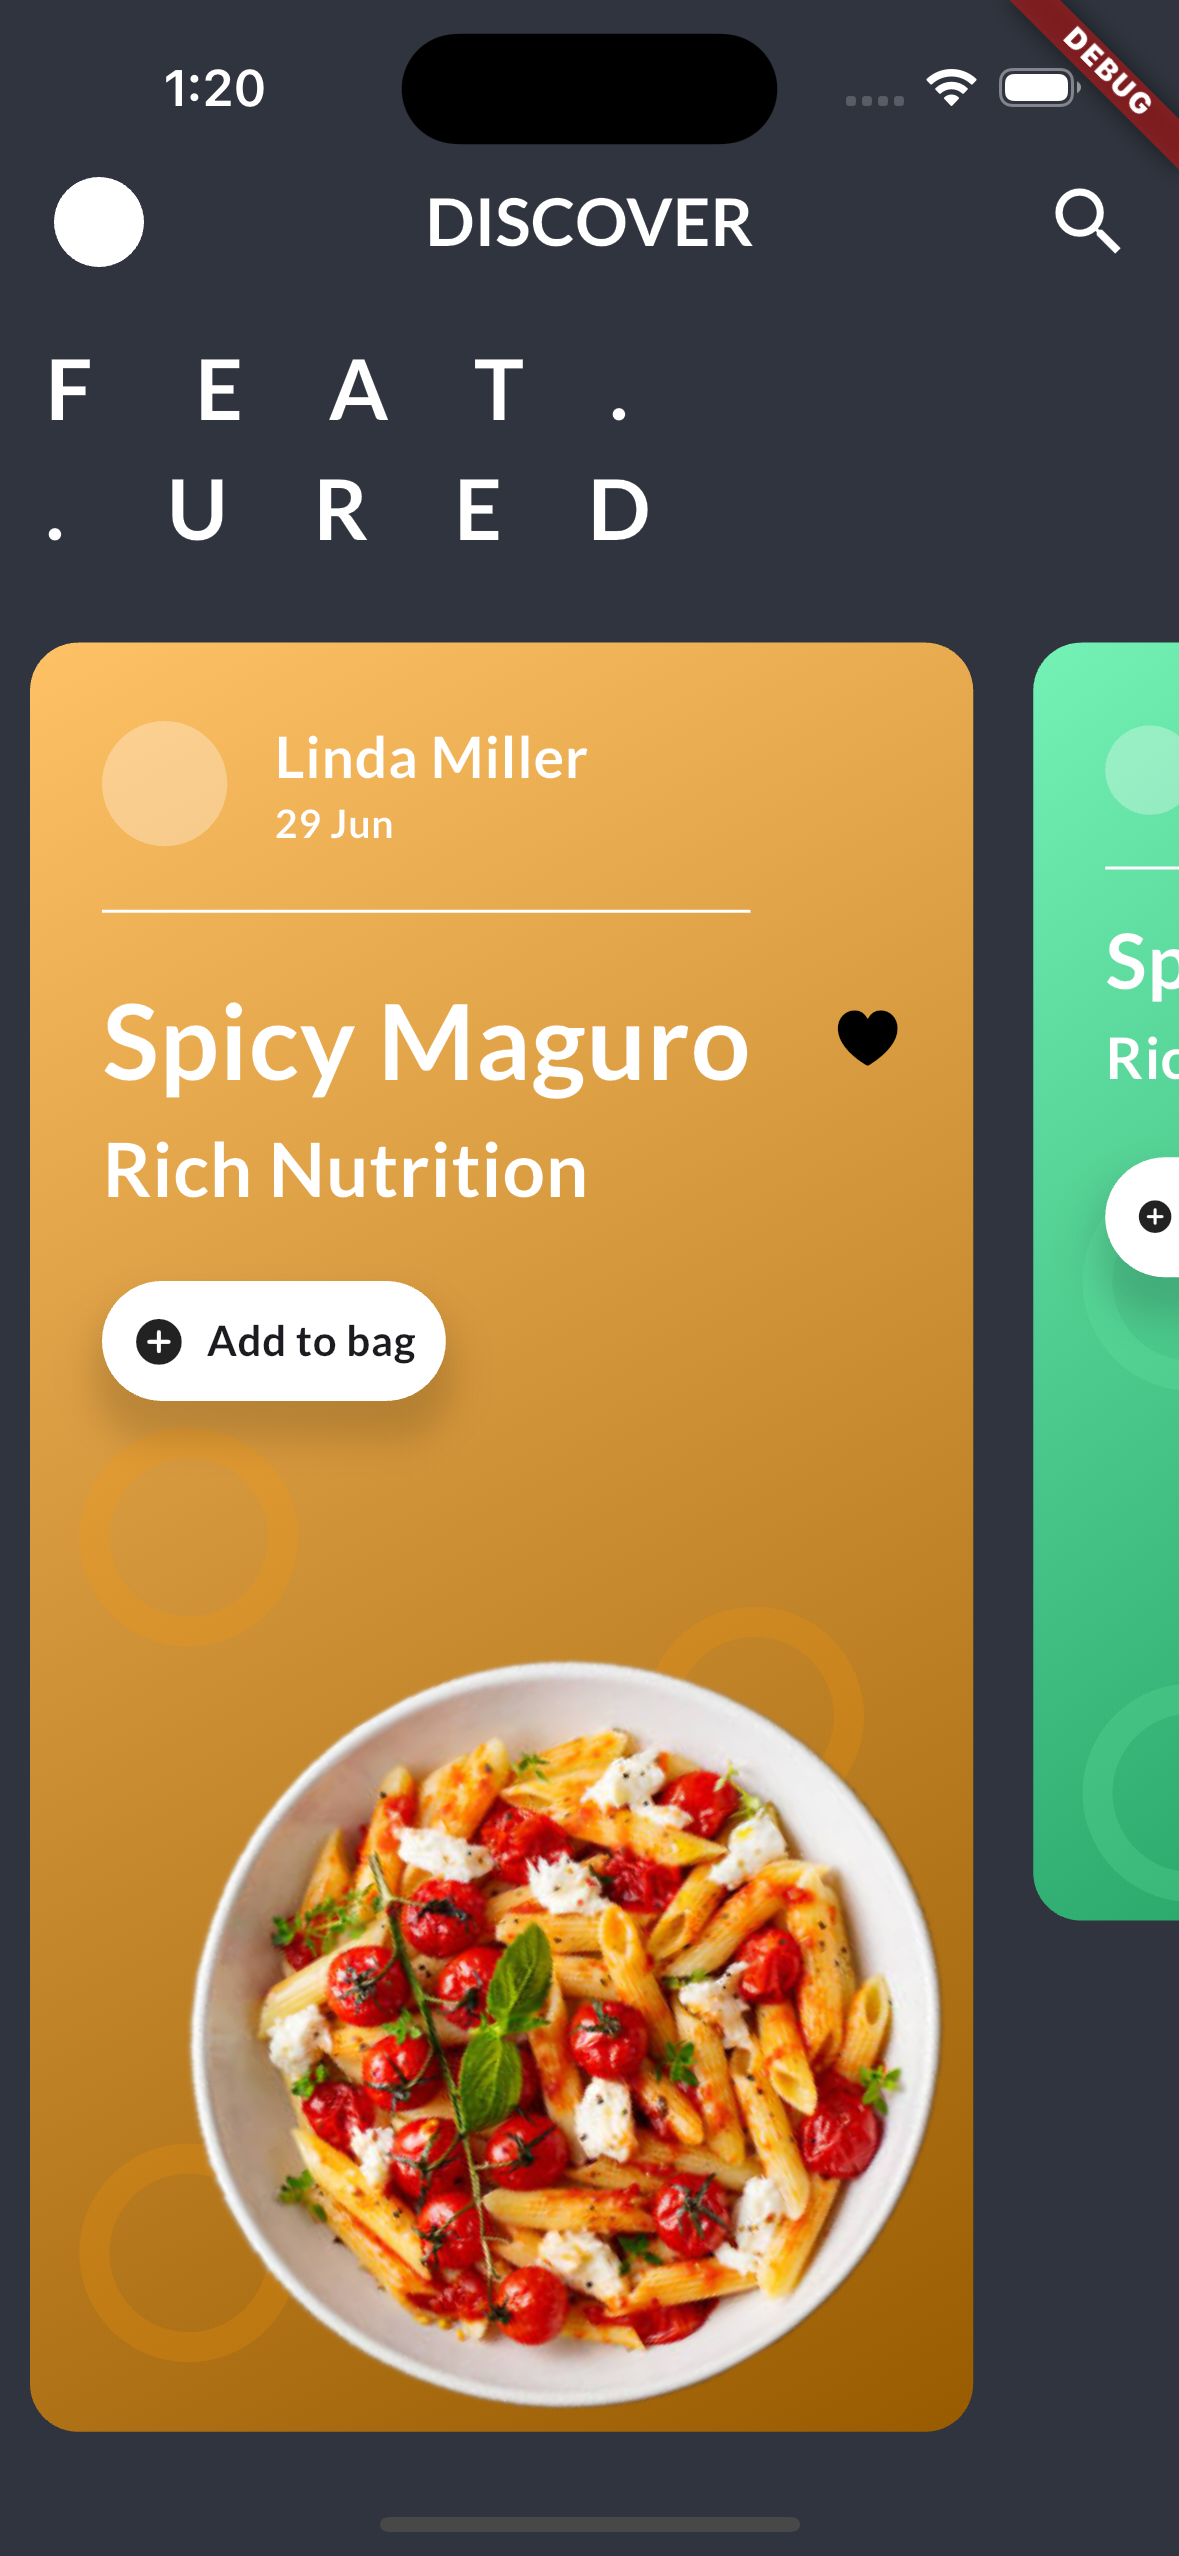 1:20
DEBUG
DISCOVER
F E A T .
. U R E D
Linda Miller
29 Jun
Spicy Maguro
Rich Nutrition
Add to bag
Sp
Ric